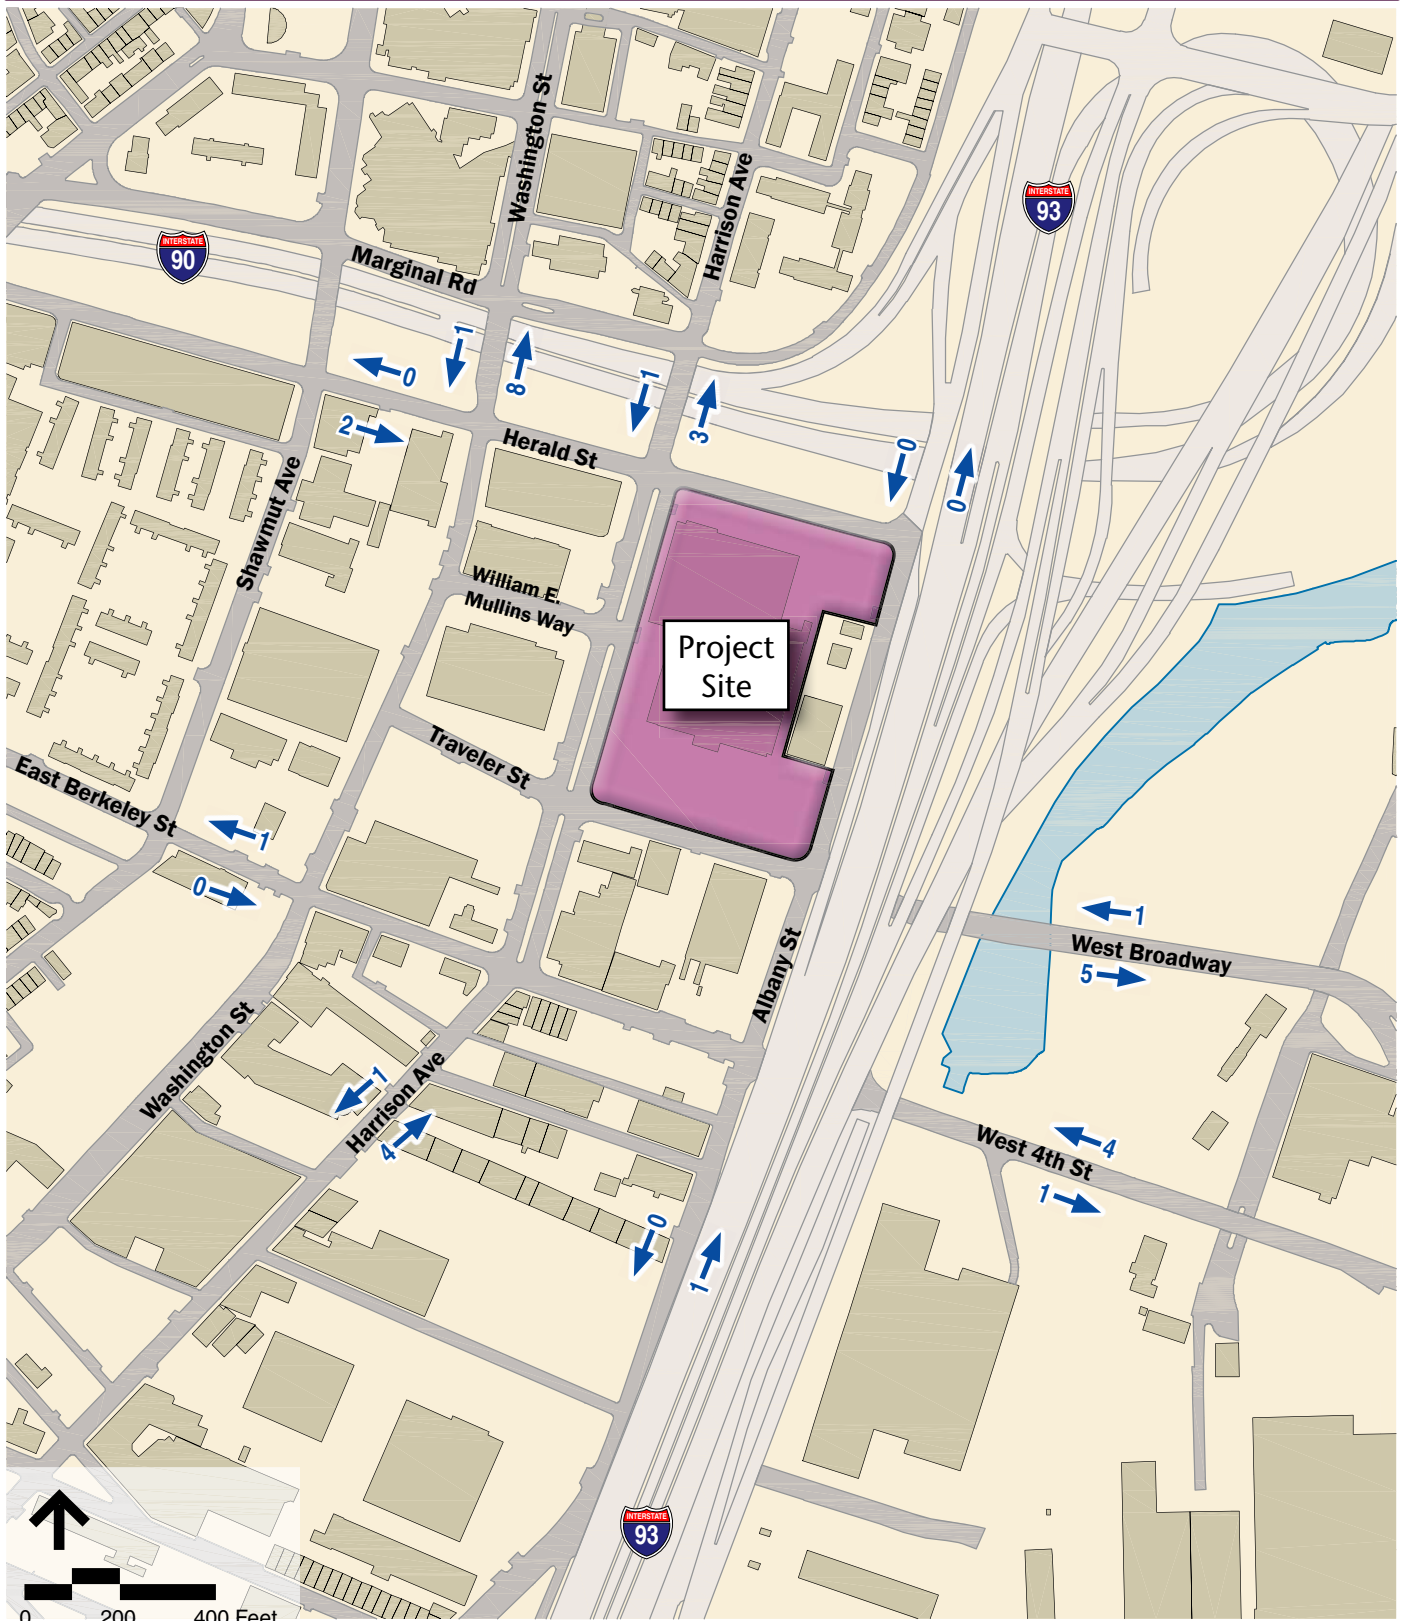 Washington St
Harrison Ave
INTERSTATE
93
INTERSTATE
90
Marginal Rd
1
8
0
1
3
2
Herald St
0
0
Shawmut Ave
William E.
Mullins Way
Project
Site
Traveler St
East Berkeley St
1
0
1
West Broadway
5
Albany St
Washington St
1
Harrison Ave
4
4
West 4th St
1
0
1
INTERSTATE
93
0 200 400 Feet